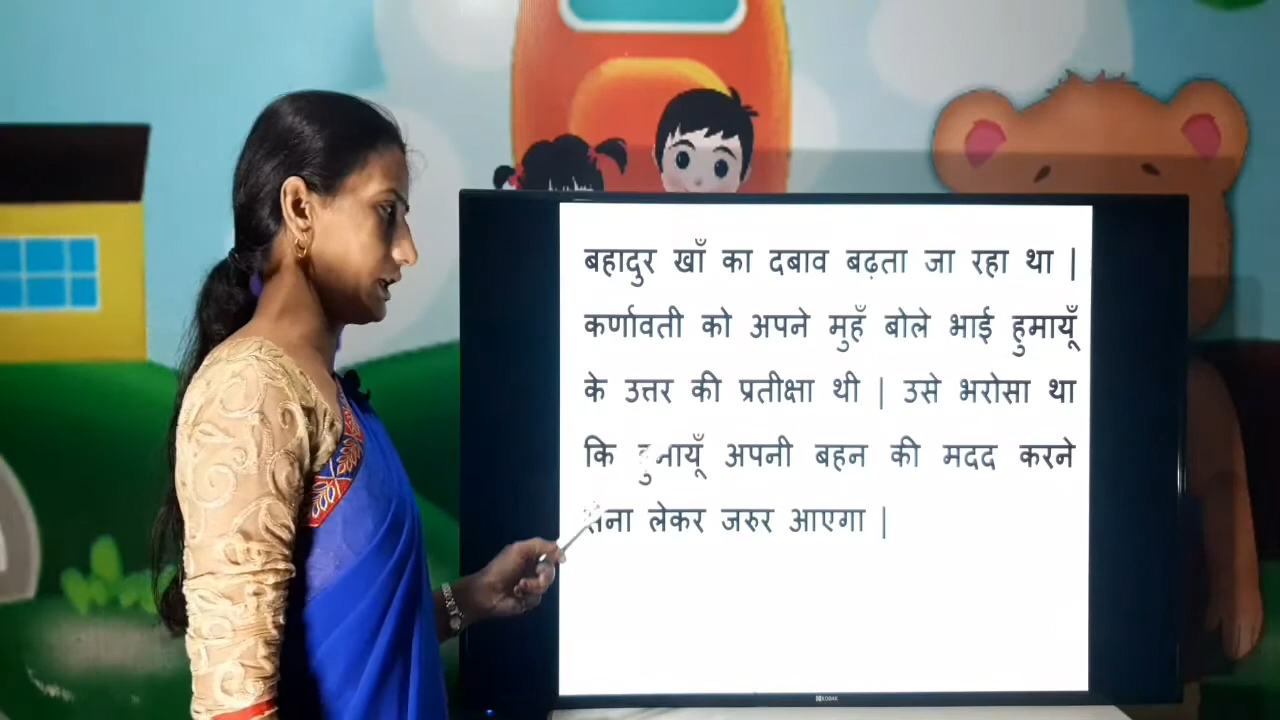 बहादुर खाँ का दबाव बढ़ता जा रहा था |
कर्णावती को अपने मुहँ बोले भाई हुमायूँ
के उत्तर की प्रतीक्षा थी | उसे भरोसा था
कि हुमायूँ अपनी बहन की मदद करने
सेना लेकर जरुर आएगा |
KODAK